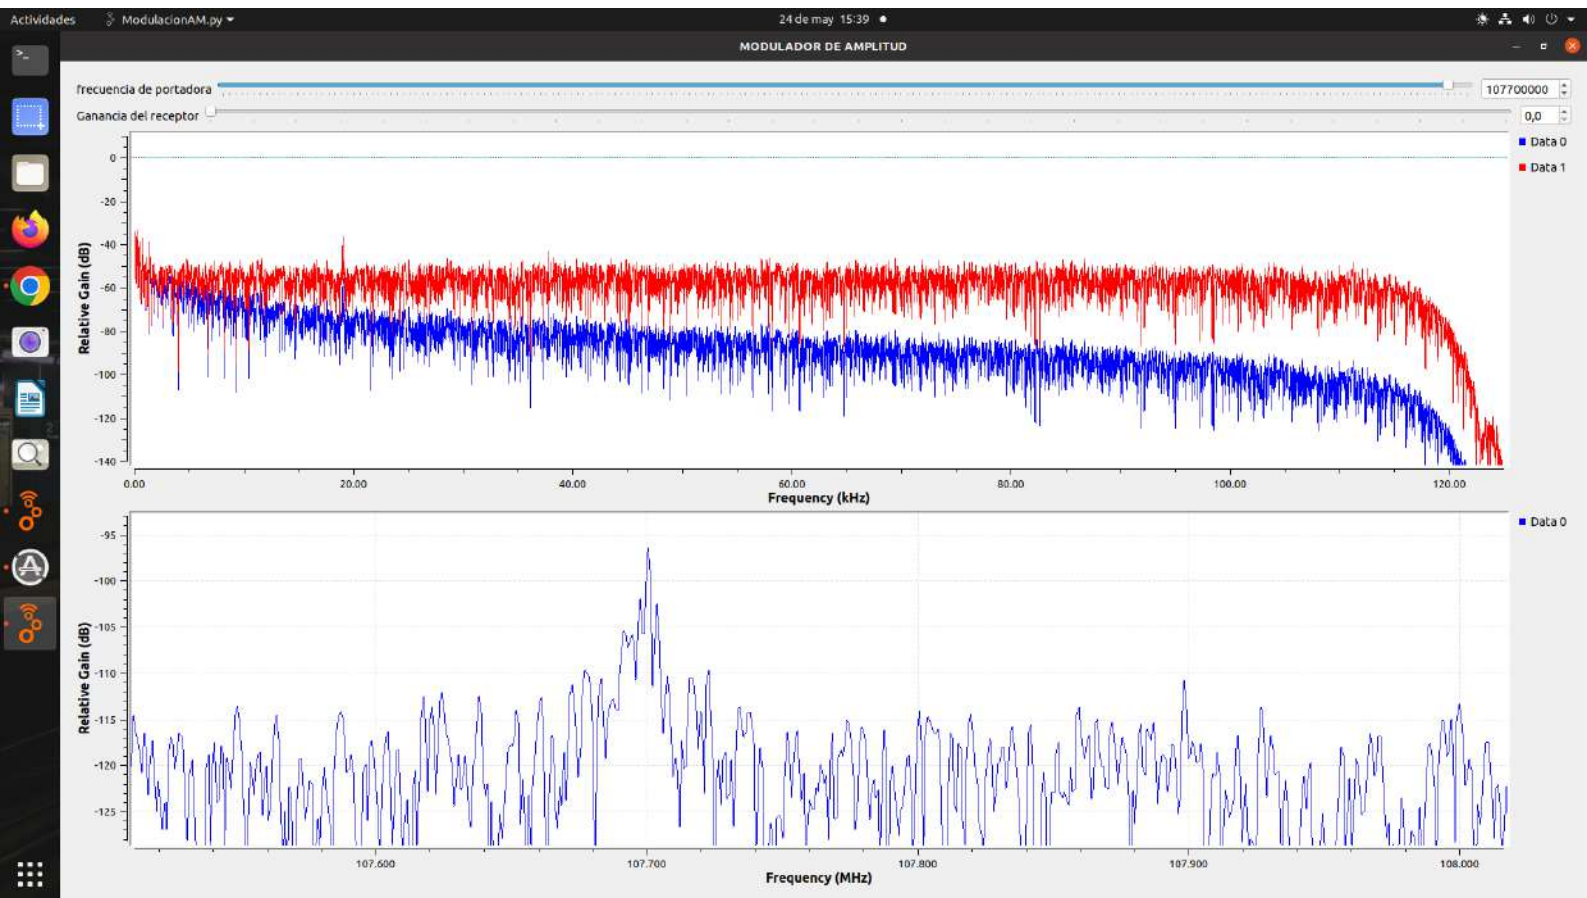 Actividades ModulacionAM.py 24 de may 15:39
MODULADOR DE AMPLITUD
frecuencia de portadora 107700000
Ganancia del receptor 0,0
Data 0
Data 1
Relative Gain (dB)
0
-20
-40
-60
-80
-100
-120
-140
0.00 20.00 40.00 60.00 80.00 100.00 120.00
Frequency (kHz)
Data 0
Relative Gain (dB)
-95
-100
-105
-110
-115
-120
-125
107.600 107.700 107.800 107.900 108.000
Frequency (MHz)